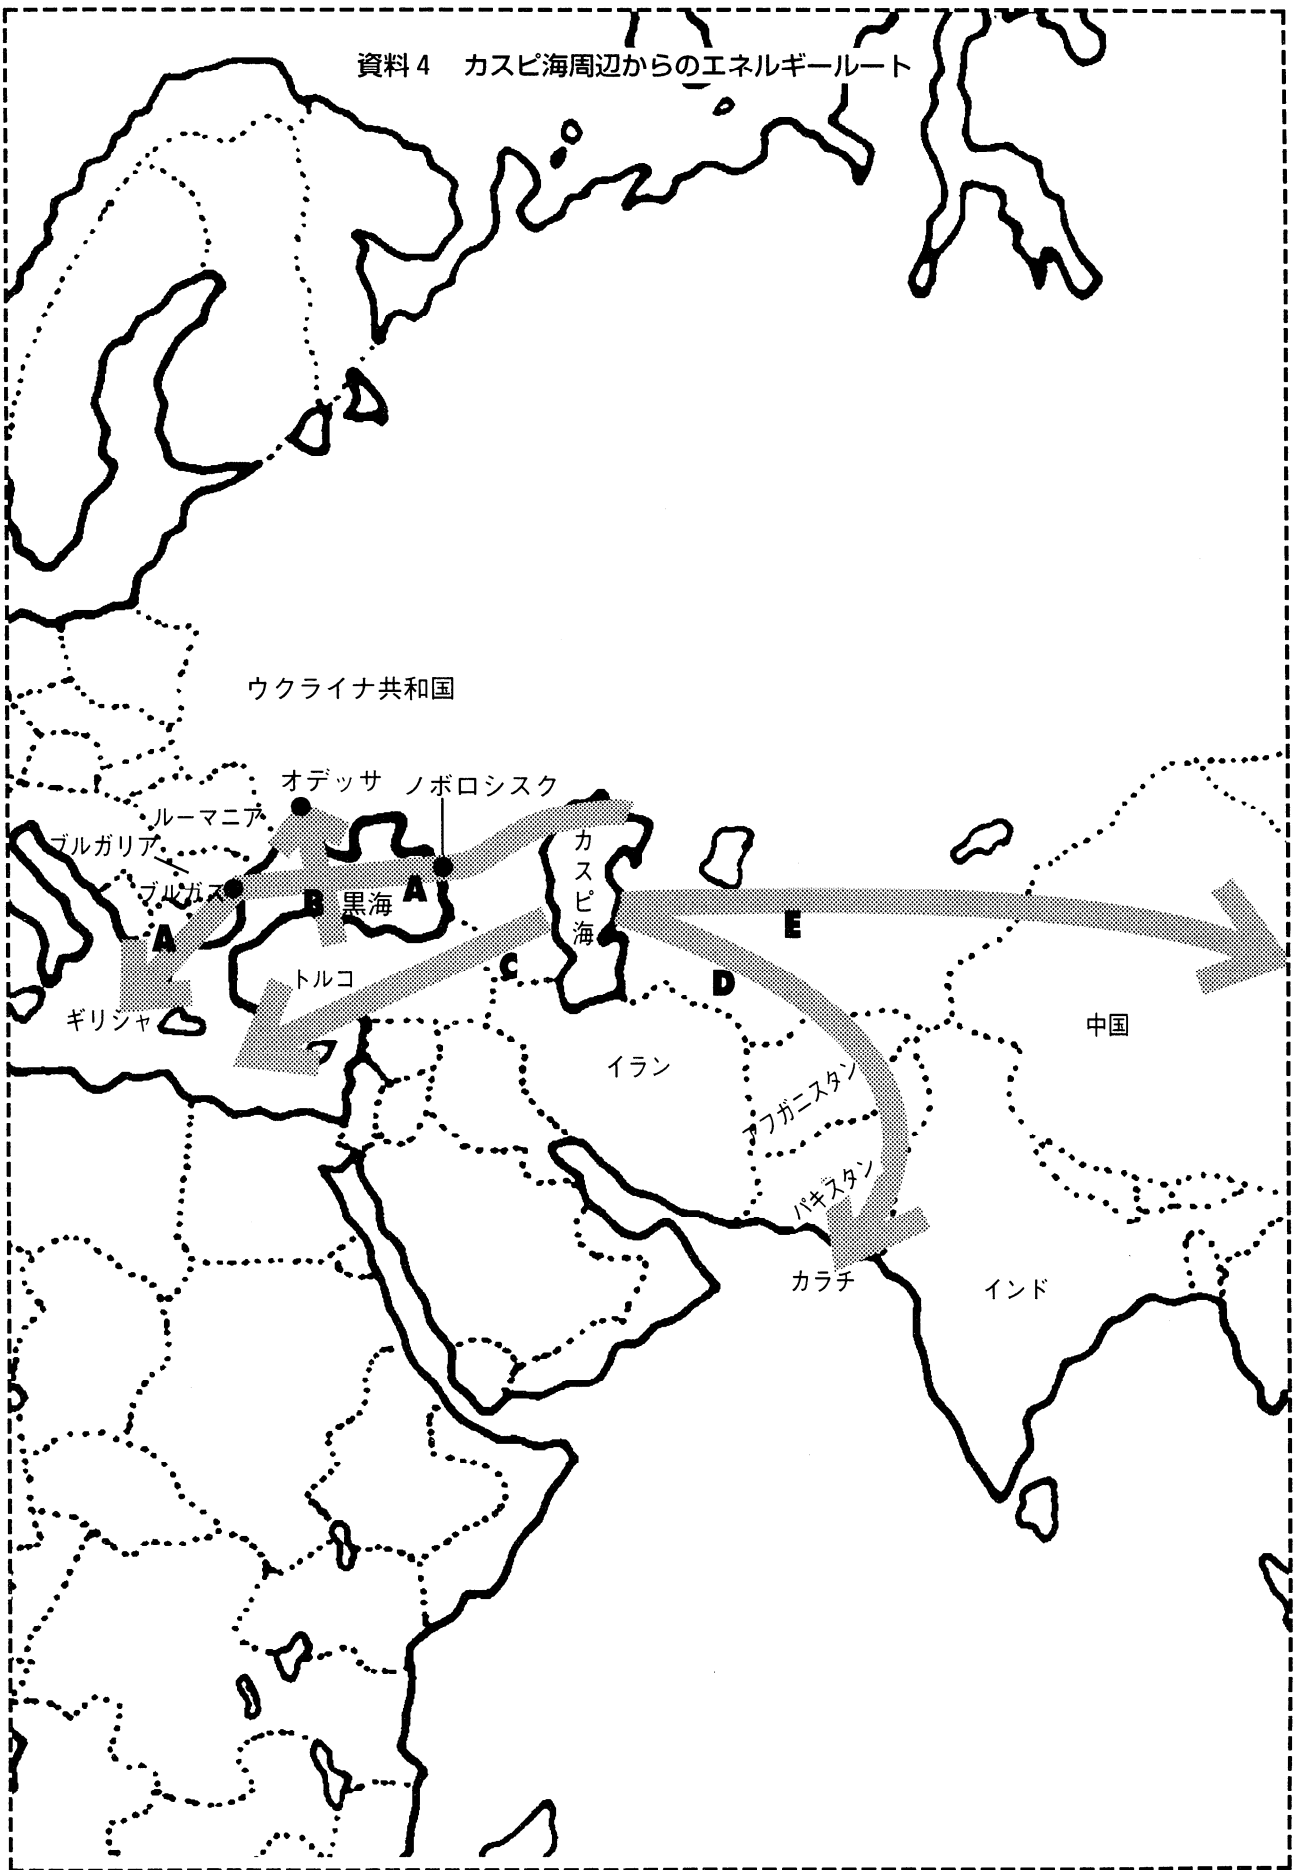 資料4 カスピ海周辺からのエネルギールート
ウクライナ共和国
オデッサ
ノボロシスク
ルーマニア
ブルガリア
ブルガス
カスピ海
黒海
A
B
A
C
D
E
トルコ
ギリシャ
イラン
アフガニスタン
パキスタン
カラチ
インド
中国